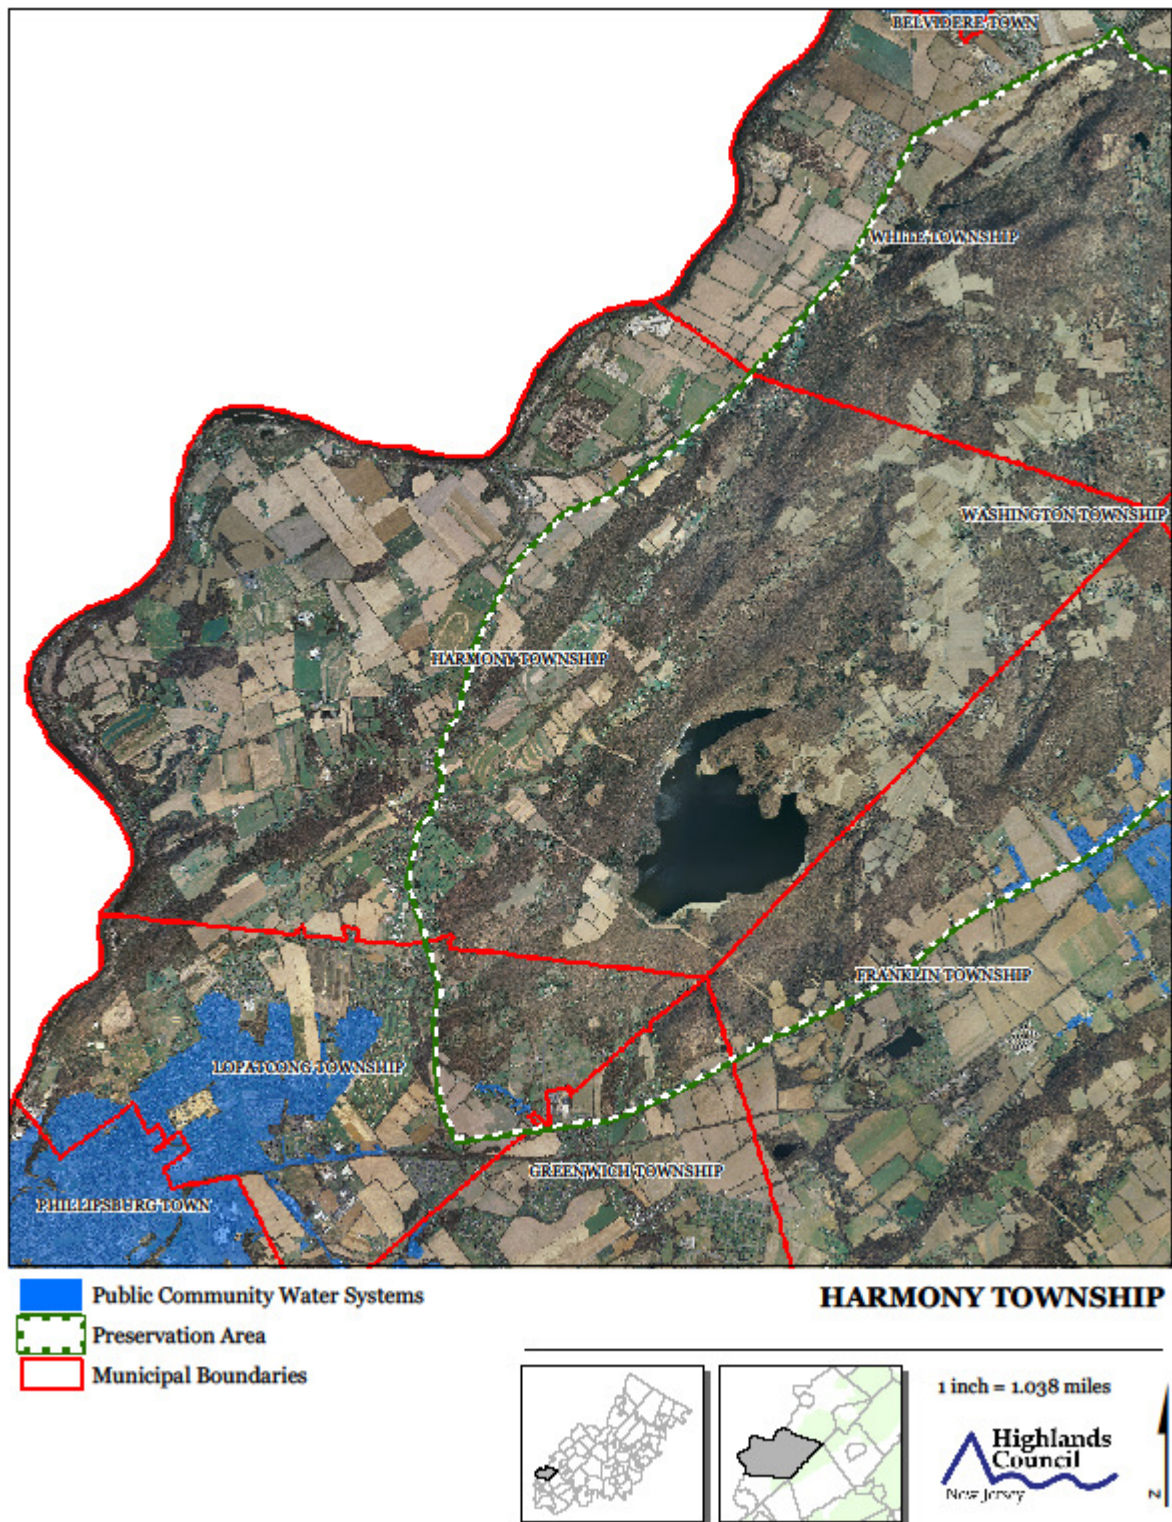 BELVIDERE TOWN
WHITE TOWNSHIP
WASHINGTON TOWNSHIP
HARMONY TOWNSHIP
FRANKLIN TOWNSHIP
LOPATCONG TOWNSHIP
GREENWICH TOWNSHIP
PHILLIPSBURG TOWN
Public Community Water Systems
Preservation Area
Municipal Boundaries
HARMONY TOWNSHIP
1 inch = 1.038 miles
Highlands
Council
New Jersey
N